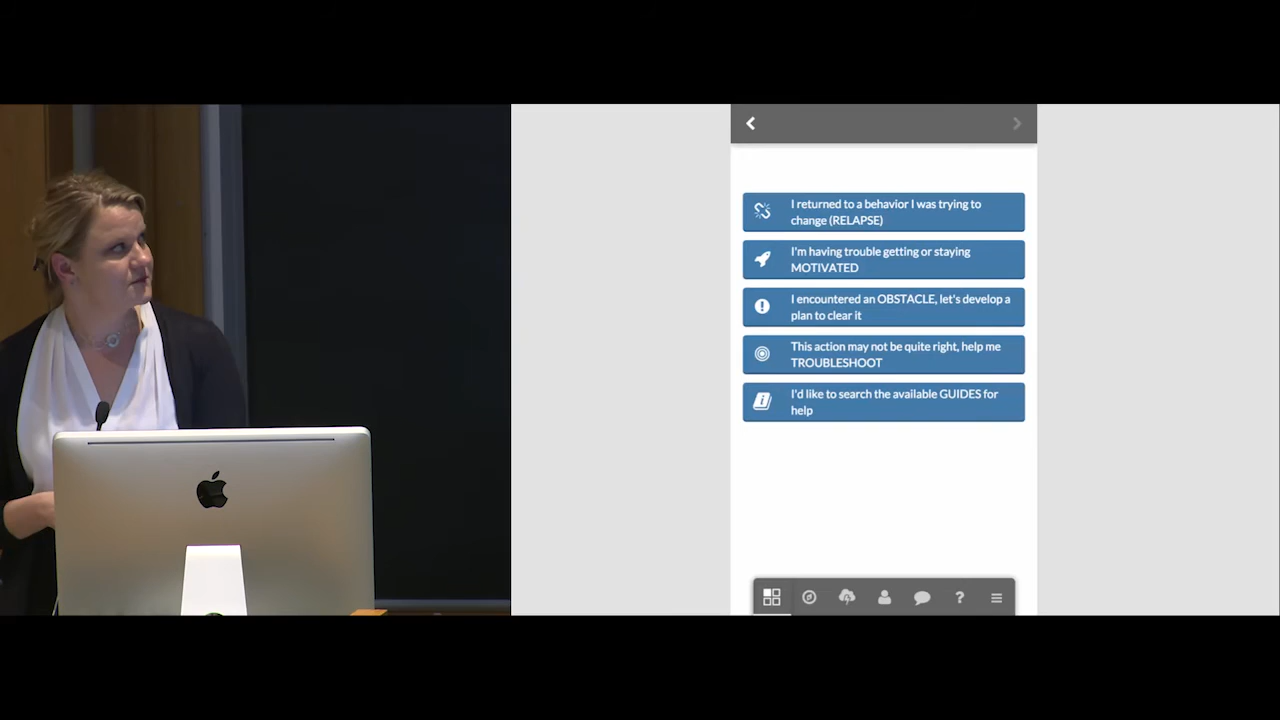 I returned to a behavior I was trying to
change (RELAPSE)
I'm having trouble getting or staying
MOTIVATED
I encountered an OBSTACLE, let's develop a
plan to clear it
This action may not be quite right, help me
TROUBLESHOOT
I'd like to search the available GUIDES for
help
?